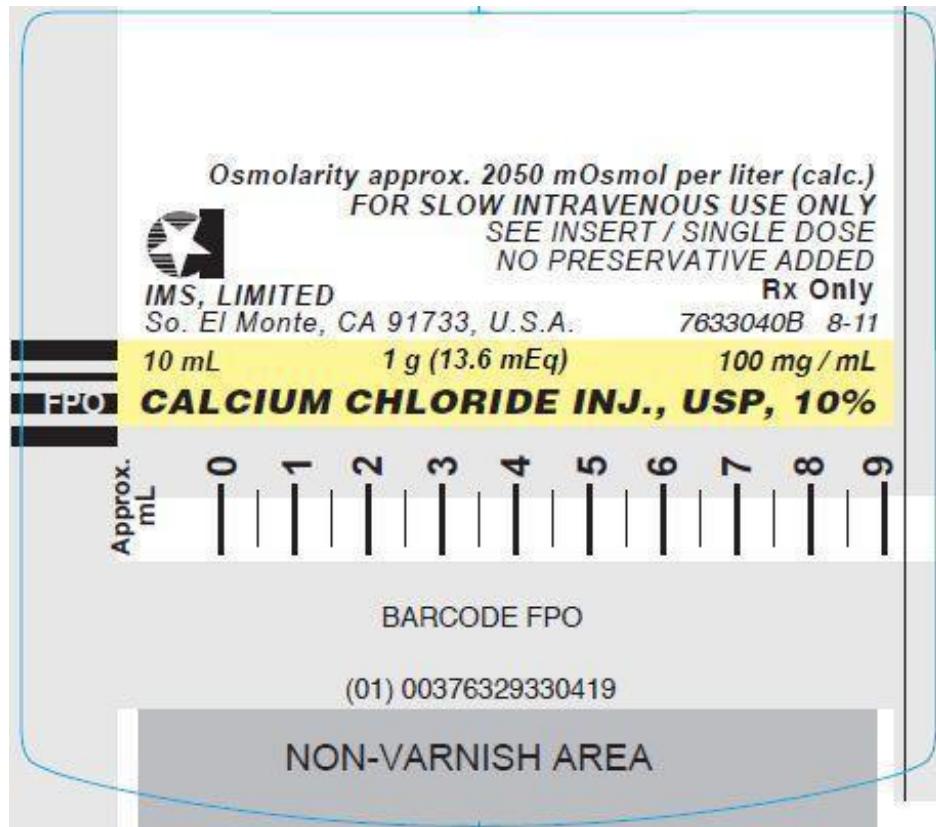 Osmolarity approx. 2050 mOsmol per liter (calc.)
FOR SLOW INTRAVENOUS USE ONLY
SEE INSERT / SINGLE DOSE
NO PRESERVATIVE ADDED
Rx Only
IMS, LIMITED
So. El Monte, CA 91733, U.S.A. 7633040B 8-11
10 mL 1 g (13.6 mEq) 100 mg / mL
FPO CALCIUM CHLORIDE INJ., USP, 10%
Approx. mL
0 1 2 3 4 5 6 7 8 9
BARCODE FPO
(01) 00376329330419
NON-VARNISH AREA